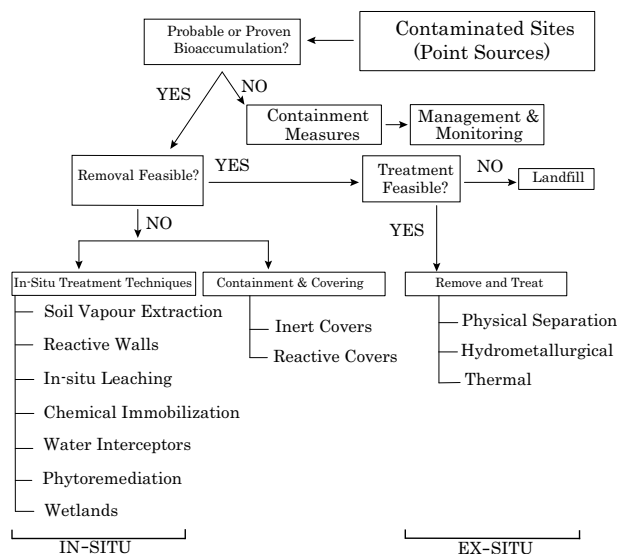 Probable or Proven
Bioaccumulation?
Contaminated Sites
(Point Sources)
YES
NO
Containment
Measures
Management &
Monitoring
Removal Feasible?
YES
Treatment
Feasible?
NO
Landfill
NO
YES
In-Situ Treatment Techniques
Containment & Covering
Remove and Treat
Soil Vapour Extraction
Reactive Walls
In-situ Leaching
Chemical Immobilization
Water Interceptors
Phytoremediation
Wetlands
Inert Covers
Reactive Covers
Physical Separation
Hydrometallurgical
Thermal
IN-SITU
EX-SITU